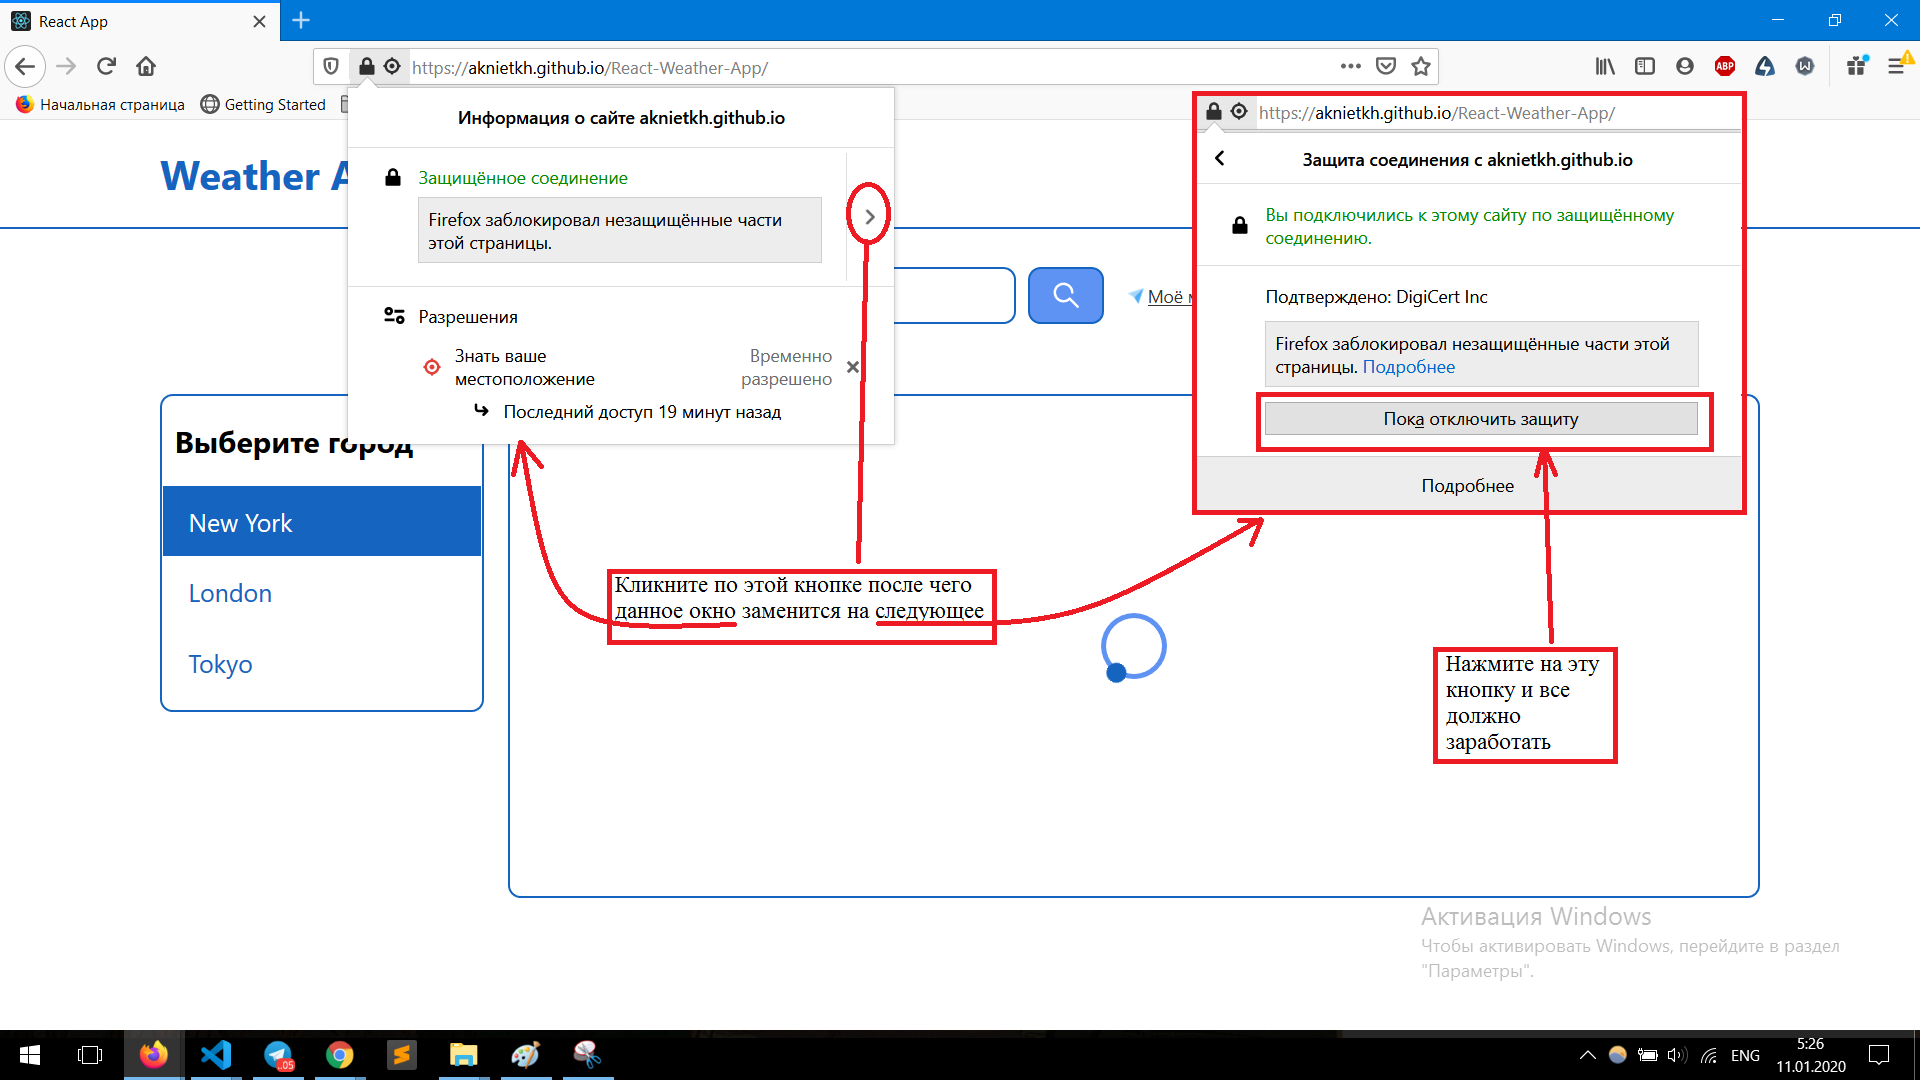 React App
https://aknietkh.github.io/React-Weather-App/
ABP
Начальная страница
Getting Started
Информация о сайте aknietkh.github.io
Защищённое соединение
Firefox заблокировал незащищённые части
этой страницы.
Разрешения
Знать ваше
местоположение
Временно
разрешено
Последний доступ 19 минут назад
https://aknietkh.github.io/React-Weather-App/
Защита соединения с aknietkh.github.io
Вы подключились к этому сайту по защищённому
соединению.
Подтверждено: DigiCert Inc
Firefox заблокировал незащищённые части этой
страницы. Подробнее
Пока отключить защиту
Подробнее
Weather
Моё
Выберите город
New York
London
Tokyo
Кликните по этой кнопке после чего
данное окно заменится на следующее
Нажмите на эту
кнопку и все
должно
заработать
Активация Windows
Чтобы активировать Windows, перейдите в раздел
"Параметры".
..05
ENG
5:26
11.01.2020